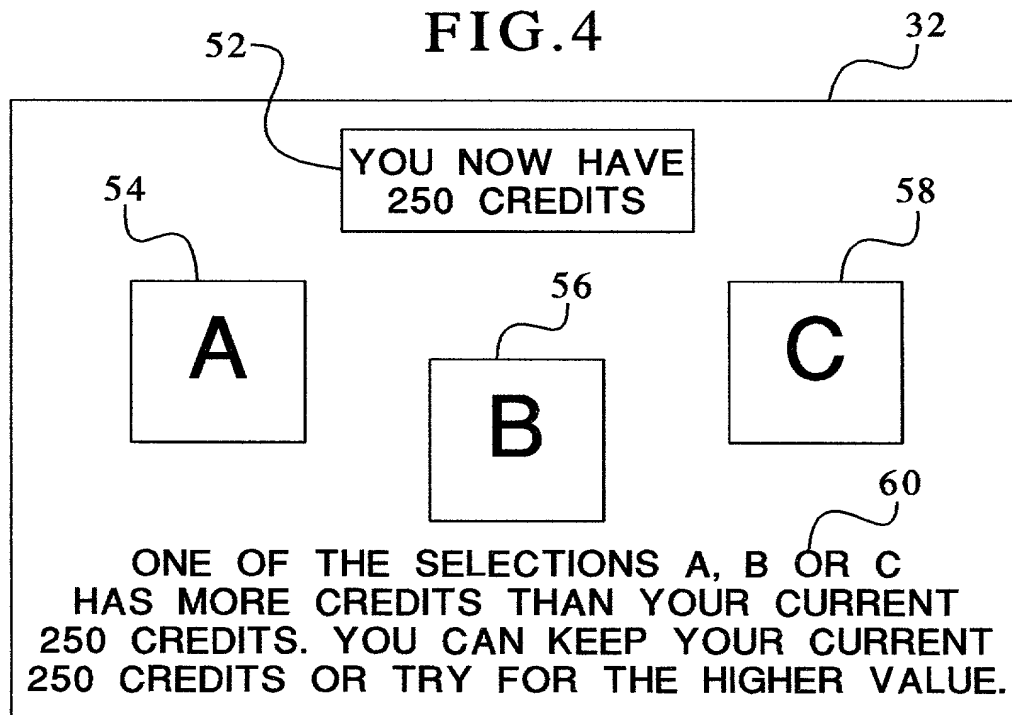 FIG.4
52
32
YOU NOW HAVE
250 CREDITS
54
58
A
56
C
B
60
ONE OF THE SELECTIONS A, B OR C
HAS MORE CREDITS THAN YOUR CURRENT
250 CREDITS. YOU CAN KEEP YOUR CURRENT
250 CREDITS OR TRY FOR THE HIGHER VALUE.